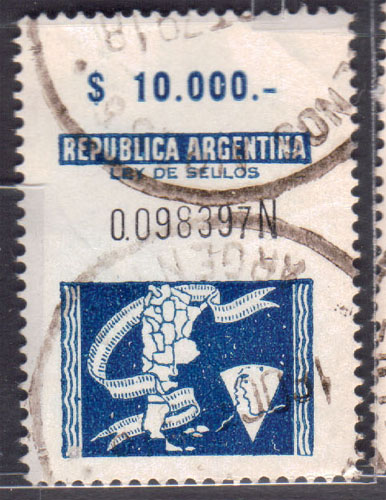 $ 10.000.-
REPUBLICA ARGENTINA
LEY DE SELLOS
0.098397N